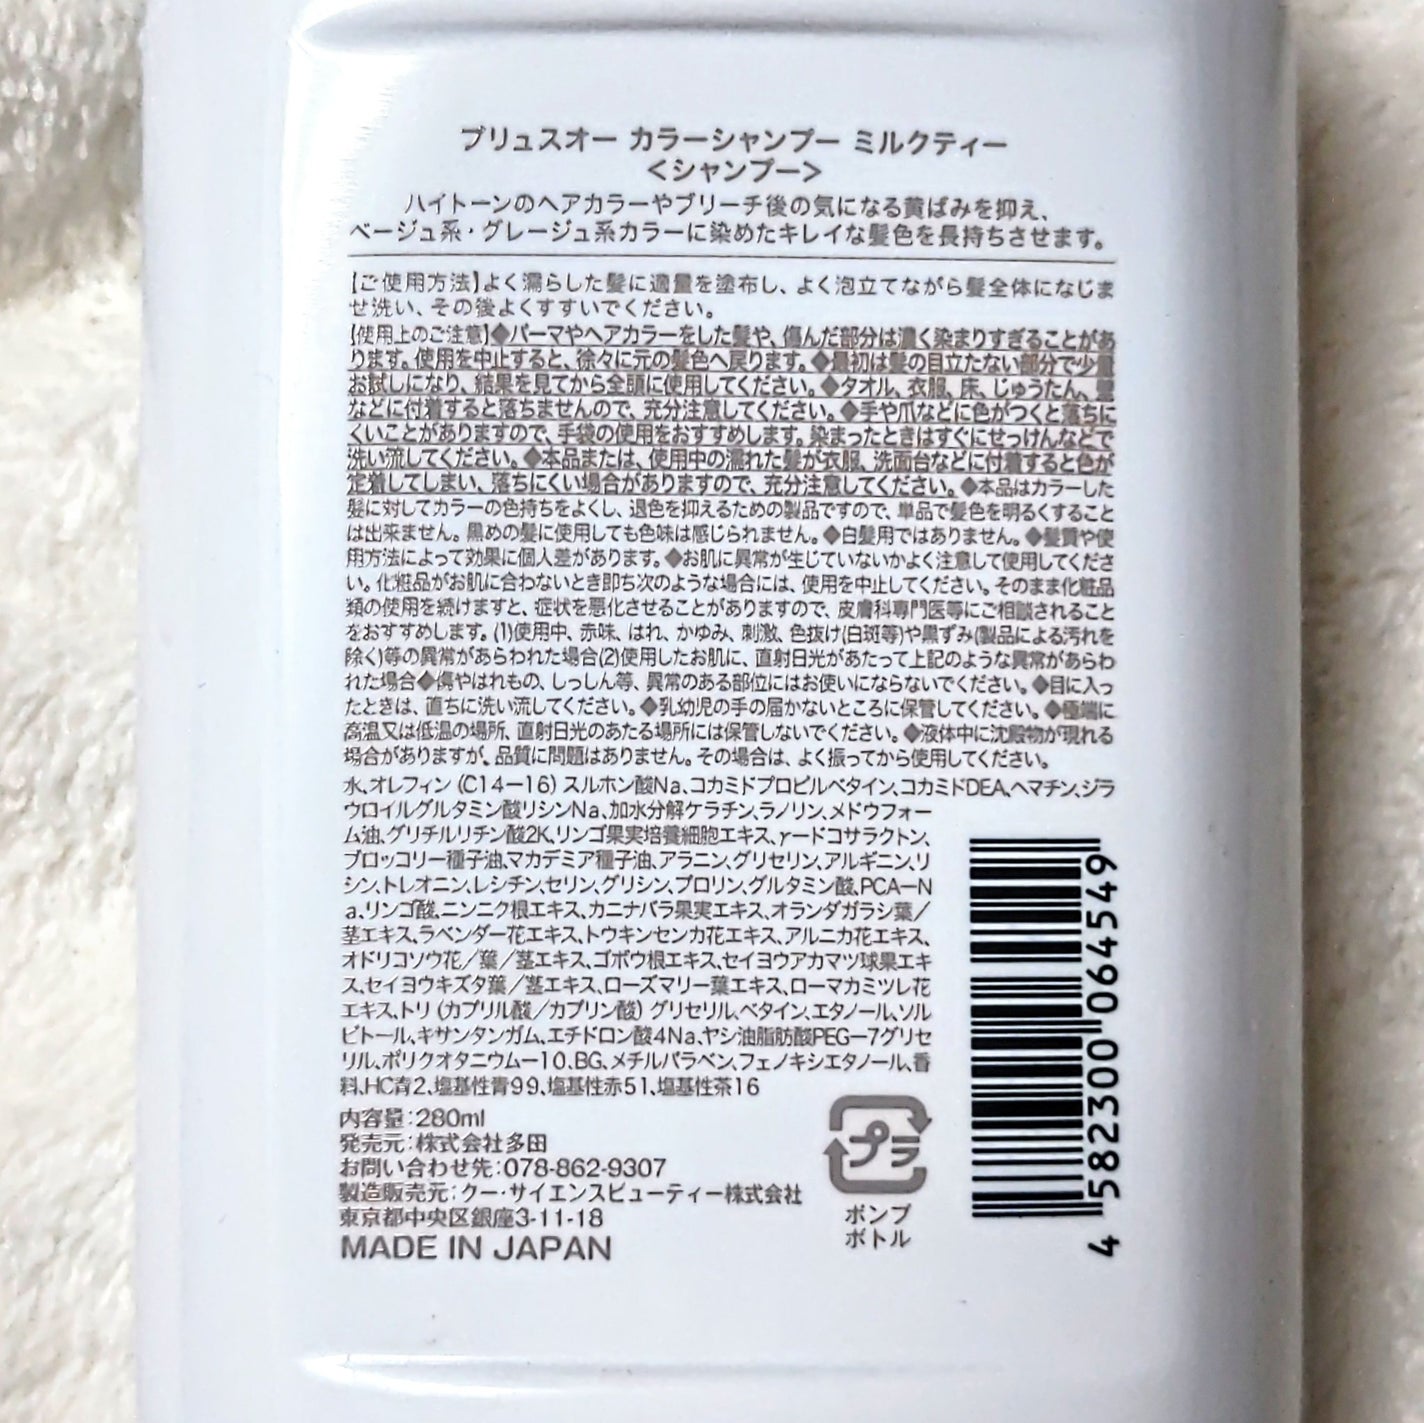 プリュスオー カラーシャンプー ミルクティー
<シャンプー>
ハイトーンのヘアカラーやブリーチ後の気になる黄ばみを抑え、
ベージュ系・グレージュ系カラーに染めたキレイな髪色を長持ちさせます。
【ご使用方法】よく濡らした髪に適量を塗布し、よく泡立てながら髪全体になじま
せ洗い、その後よくすすいでください。
【使用上のご注意】◆パーマやヘアカラーをした髪や、傷んだ部分は濃く染まりすぎることがあ
ります。使用を中止すると、徐々に元の髪色へ戻ります。◆最初は髪の目立たない部分で少量
お試しになり、結果を見てから全頭に使用してください。◆タオル、衣服、床、じゅうたん、壁
などに付着すると落ちませんので、充分注意してください。◆手や爪などに色がつくと落ちに
くいことがありますので、手袋の使用をおすすめします。染まったときはすぐにせっけんなどで
洗い流してください。◆本品または、使用中の濡れた髪が衣服、洗面台などに付着すると色が
定着してしまい、落ちにくい場合がありますので、充分注意してください。◆本品はカラーした
髪に対してカラーの色持ちをよくし、退色を抑えるための製品ですので、単品で髪色を明るくすること
は出来ません。黒めの髪に使用しても色味は感じられません。◆白髪用ではありません。◆髪質や使
用方法によって効果に個人差があります。◆お肌に異常が生じていないかよく注意して使用してくださ
い。化粧品がお肌に合わないとき即ち次のような場合には、使用を中止してください。そのまま化粧品
類の使用を続けますと、症状を悪化させることがありますので、皮膚科専門医等にご相談されること
をおすすめします。(1)使用中、赤味、はれ、かゆみ、刺激、色抜け(白斑等)や黒ずみ(製品による汚れを
除く)等の異常があらわれた場合(2)使用したお肌に、直射日光があたって上記のような異常があらわ
れた場合◆傷やはれもの、しっしん等、異常のある部位にはお使いにならないでください。◆目に入っ
たときは、直ちに洗い流してください。◆乳幼児の手の届かないところに保管してください。◆極端に
高温又は低温の場所、直射日光のあたる場所には保管しないでください。◆液体中に沈殿物が現れる
場合がありますが、品質に問題はありません。その場合は、よく振ってから使用してください。
水、オレフィン(C14－16)スルホン酸Na、コカミドプロピルベタイン、コカミドDEA、ヘマチン、ジラ
ウロイルグルタミン酸リシンNa、加水分解ケラチン、ラノリン、メドウフォー
ム油、グリチルリチン酸2K、リンゴ果実培養細胞エキス、γ－ドコサラクトン、
ブロッコリー種子油、マカデミア種子油、アラニン、グリセリン、アルギニン、リ
シン、トレオニン、レシチン、セリン、グリシン、プロリン、グルタミン酸、PCA－N
a、リンゴ酸、ニンニク根エキス、カニナバラ果実エキス、オランダガラシ葉／
茎エキス、ラベンダー花エキス、トウキンセンカ花エキス、アルニカ花エキス、
オドリコソウ花／葉／茎エキス、ゴボウ根エキス、セイヨウアカマツ球果エキ
ス、セイヨウキズタ葉／茎エキス、ローズマリー葉エキス、ローマカミツレ花
エキス、トリ(カプリル酸／カプリン酸)グリセリル、ベタイン、エタノール、ソル
ビトール、キサンタンガム、エチドロン酸4Na、ヤシ油脂肪酸PEG－7グリセ
リル、ポリクオタニウム－10、BG、メチルパラベン、フェノキシエタノール、香
料、HC青2、塩基性青99、塩基性赤51、塩基性茶16
内容量:280ml
発売元:株式会社多田
お問い合わせ先:078-862-9307
製造販売元:クー・サイエンスビューティー株式会社
東京都中央区銀座3-11-18
MADE IN JAPAN
プラ
ポンプ
ボトル
4582300064549